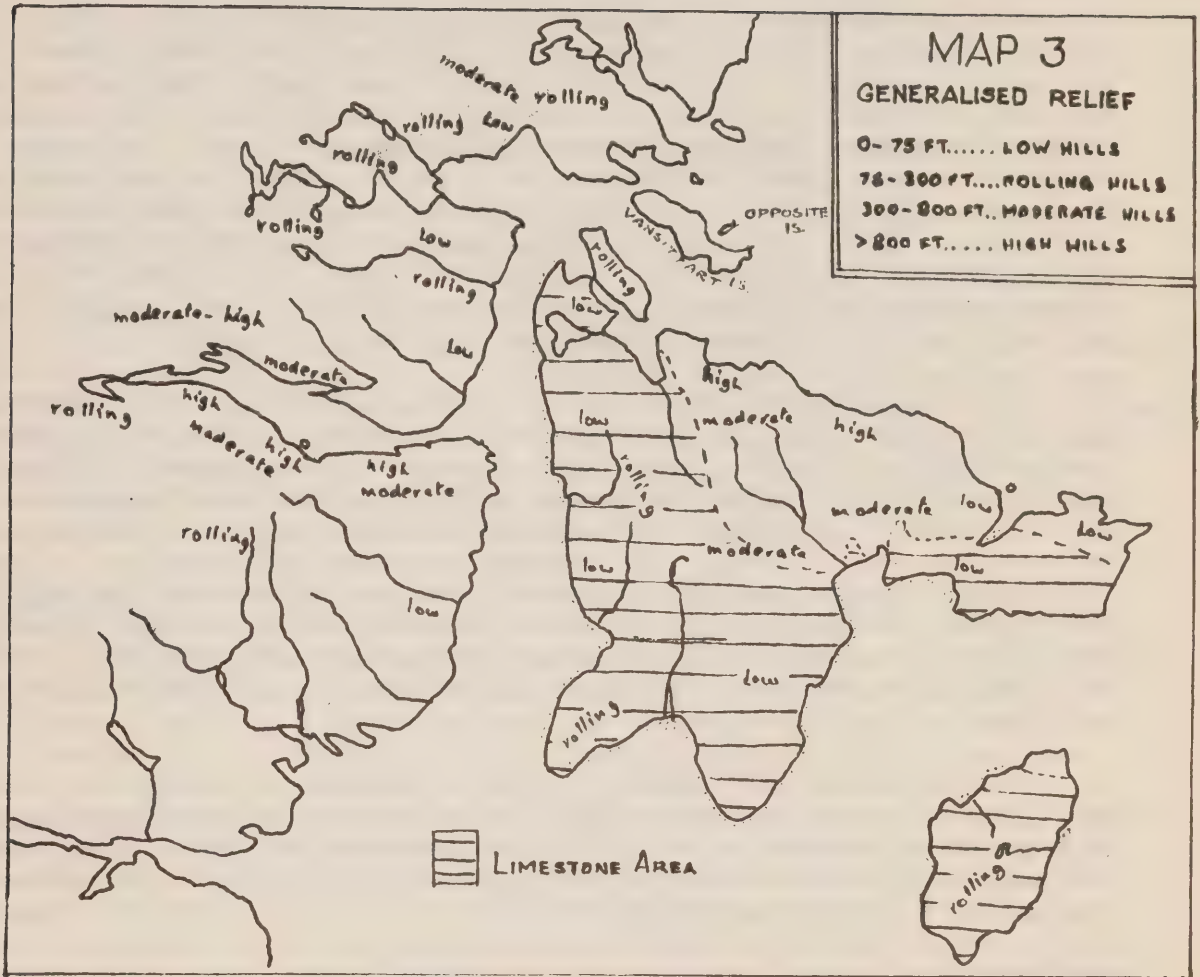 MAP 3
GENERALISED RELIEF
0- 75 FT...... LOW HILLS
75-300 FT....ROLLING HILLS
300-800 FT.. MODERATE HILLS
>800 FT..... HIGH HILLS
moderate rolling
rolling
low
rolling
rolling
low
rolling
low
OPPOSITE
IS.
VANSITTART IS.
rolling
low
moderate-high
moderate
rolling
high
moderate
high
high
moderate
high
moderate
high
low
rolling
moderate
low
low
rolling
moderate
low
low
low
low
rolling
rolling
LIMESTONE AREA